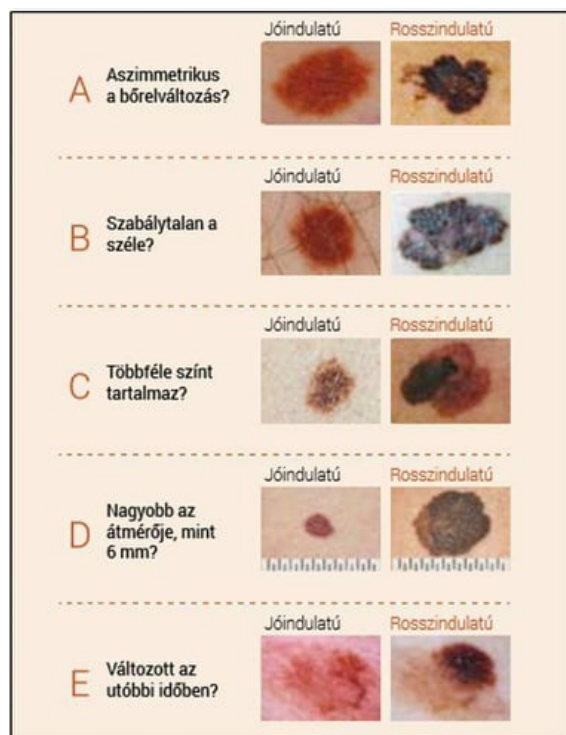 Jóindulatú Rosszindulatú
A Aszimmetrikus
a bőrelváltozás?
Jóindulatú Rosszindulatú
B Szabálytalan a
széle?
Jóindulatú Rosszindulatú
C Többféle színt
tartalmaz?
Jóindulatú Rosszindulatú
D Nagyobb az
átmérője, mint
6 mm?
Jóindulatú Rosszindulatú
E Változott az
utóbbi időben?